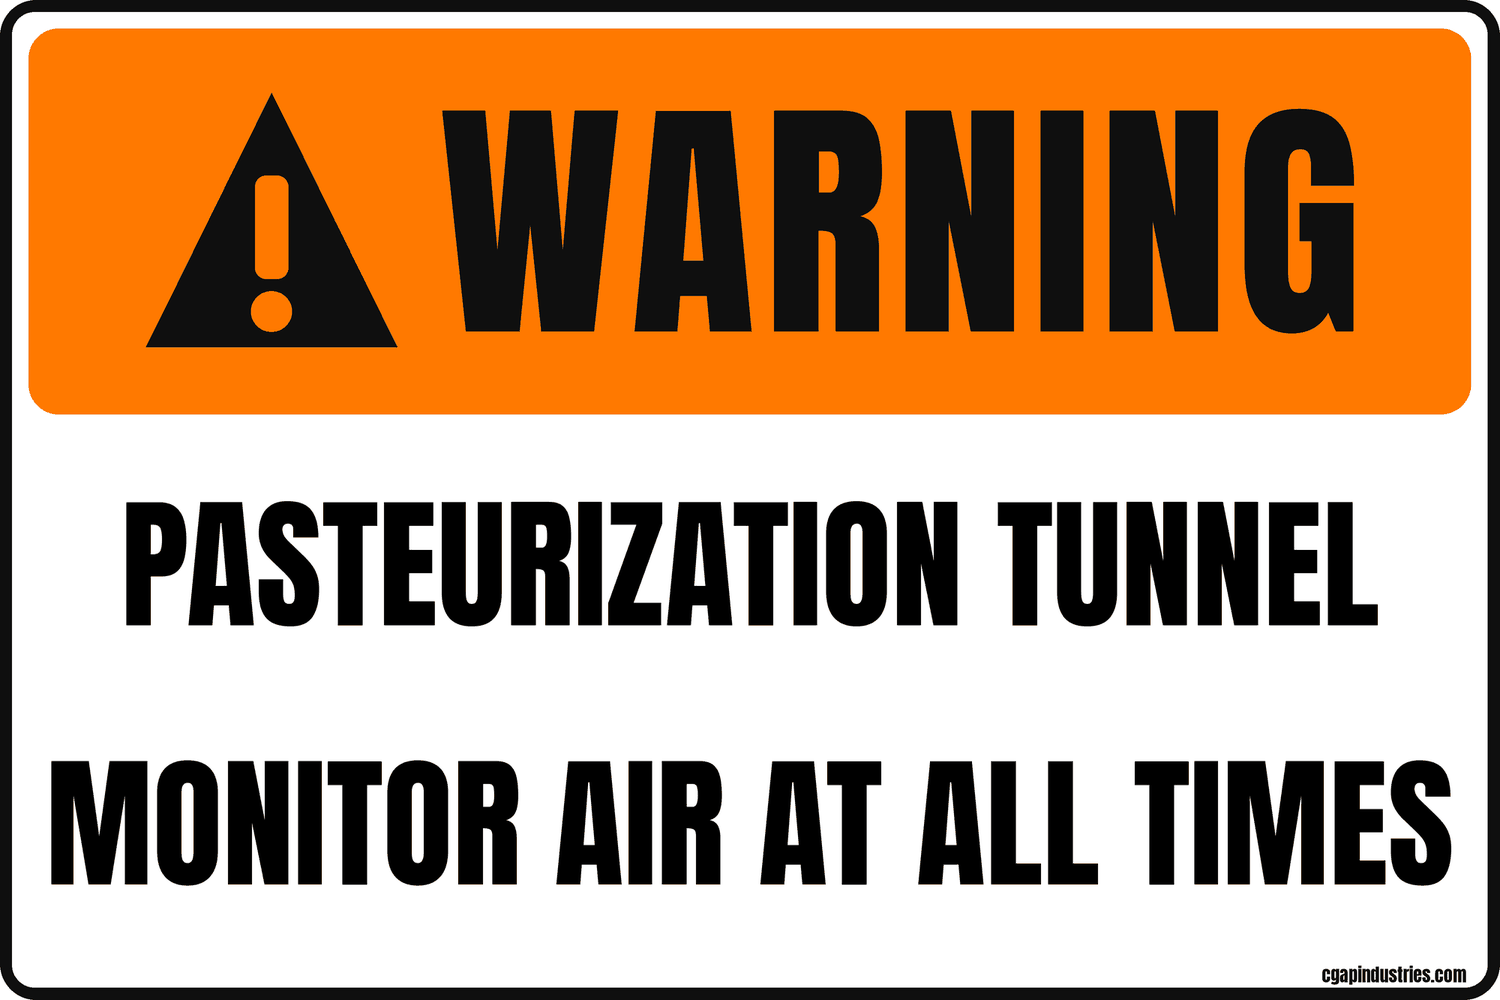 WARNING
PASTEURIZATION TUNNEL
MONITOR AIR AT ALL TIMES
cgapindustries.com